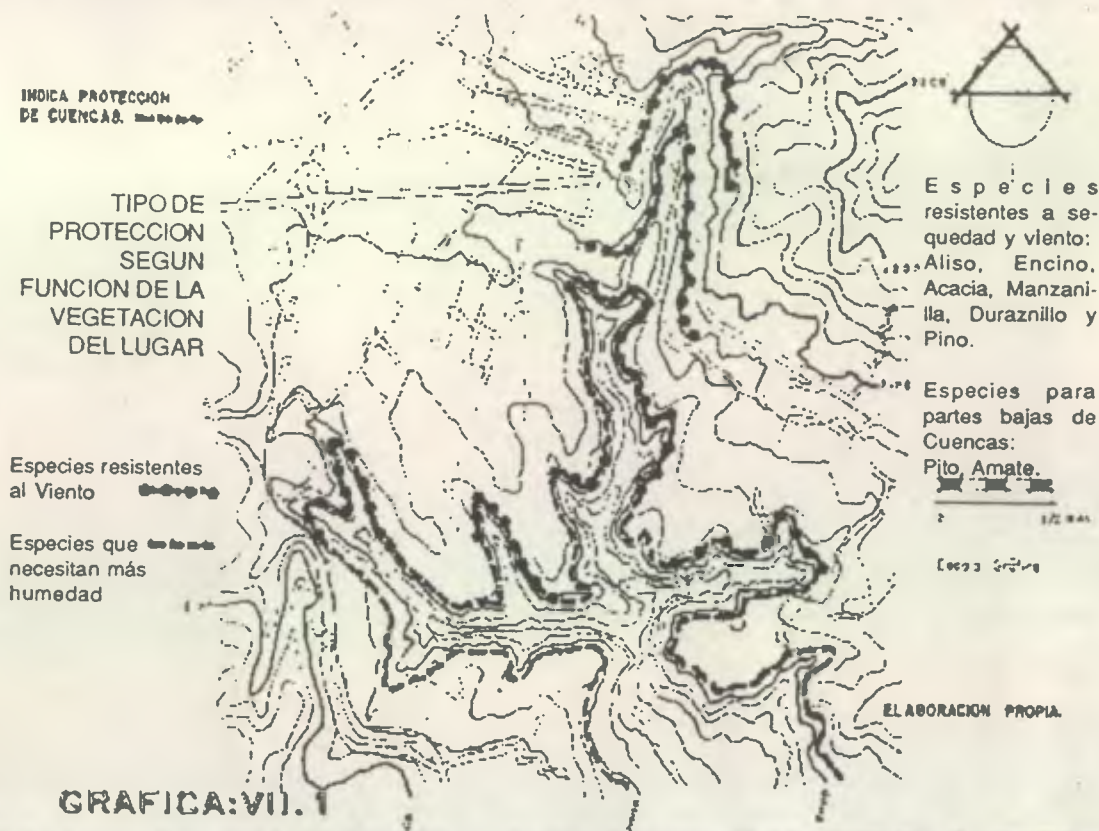 INDICA PROTECCION
DE CUENCAS.
TIPO DE
PROTECCION
SEGUN
FUNCION DE LA
VEGETACION
DEL LUGAR
Especies resistentes
al Viento
Especies que
necesitan más
humedad
Especies
resistentes a se-
quedad y viento:
Aliso, Encino,
Acacia, Manzani-
lla, Duraznillo y
Pino.
Especies para
partes bajas de
Cuencas:
Pito, Amate.
Gráfica
ELABORACION PROPIA.
GRAFICA:VII.